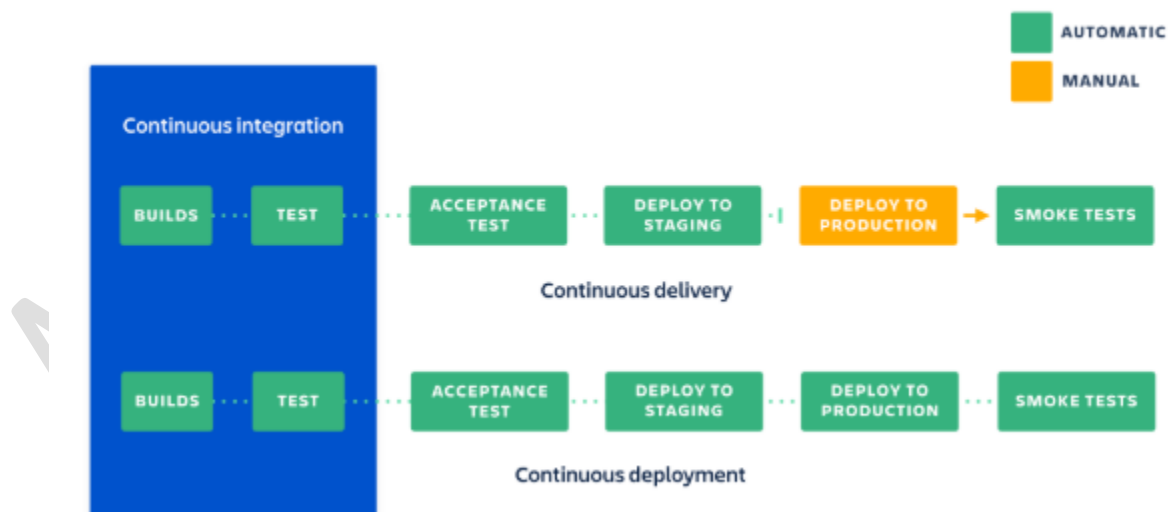 AUTOMATIC
MANUAL
Continuous integration
BUILDS
TEST
ACCEPTANCE
TEST
DEPLOY TO
STAGING
DEPLOY TO
PRODUCTION
SMOKE TESTS
Continuous delivery
BUILDS
TEST
ACCEPTANCE
TEST
DEPLOY TO
STAGING
DEPLOY TO
PRODUCTION
SMOKE TESTS
Continuous deployment